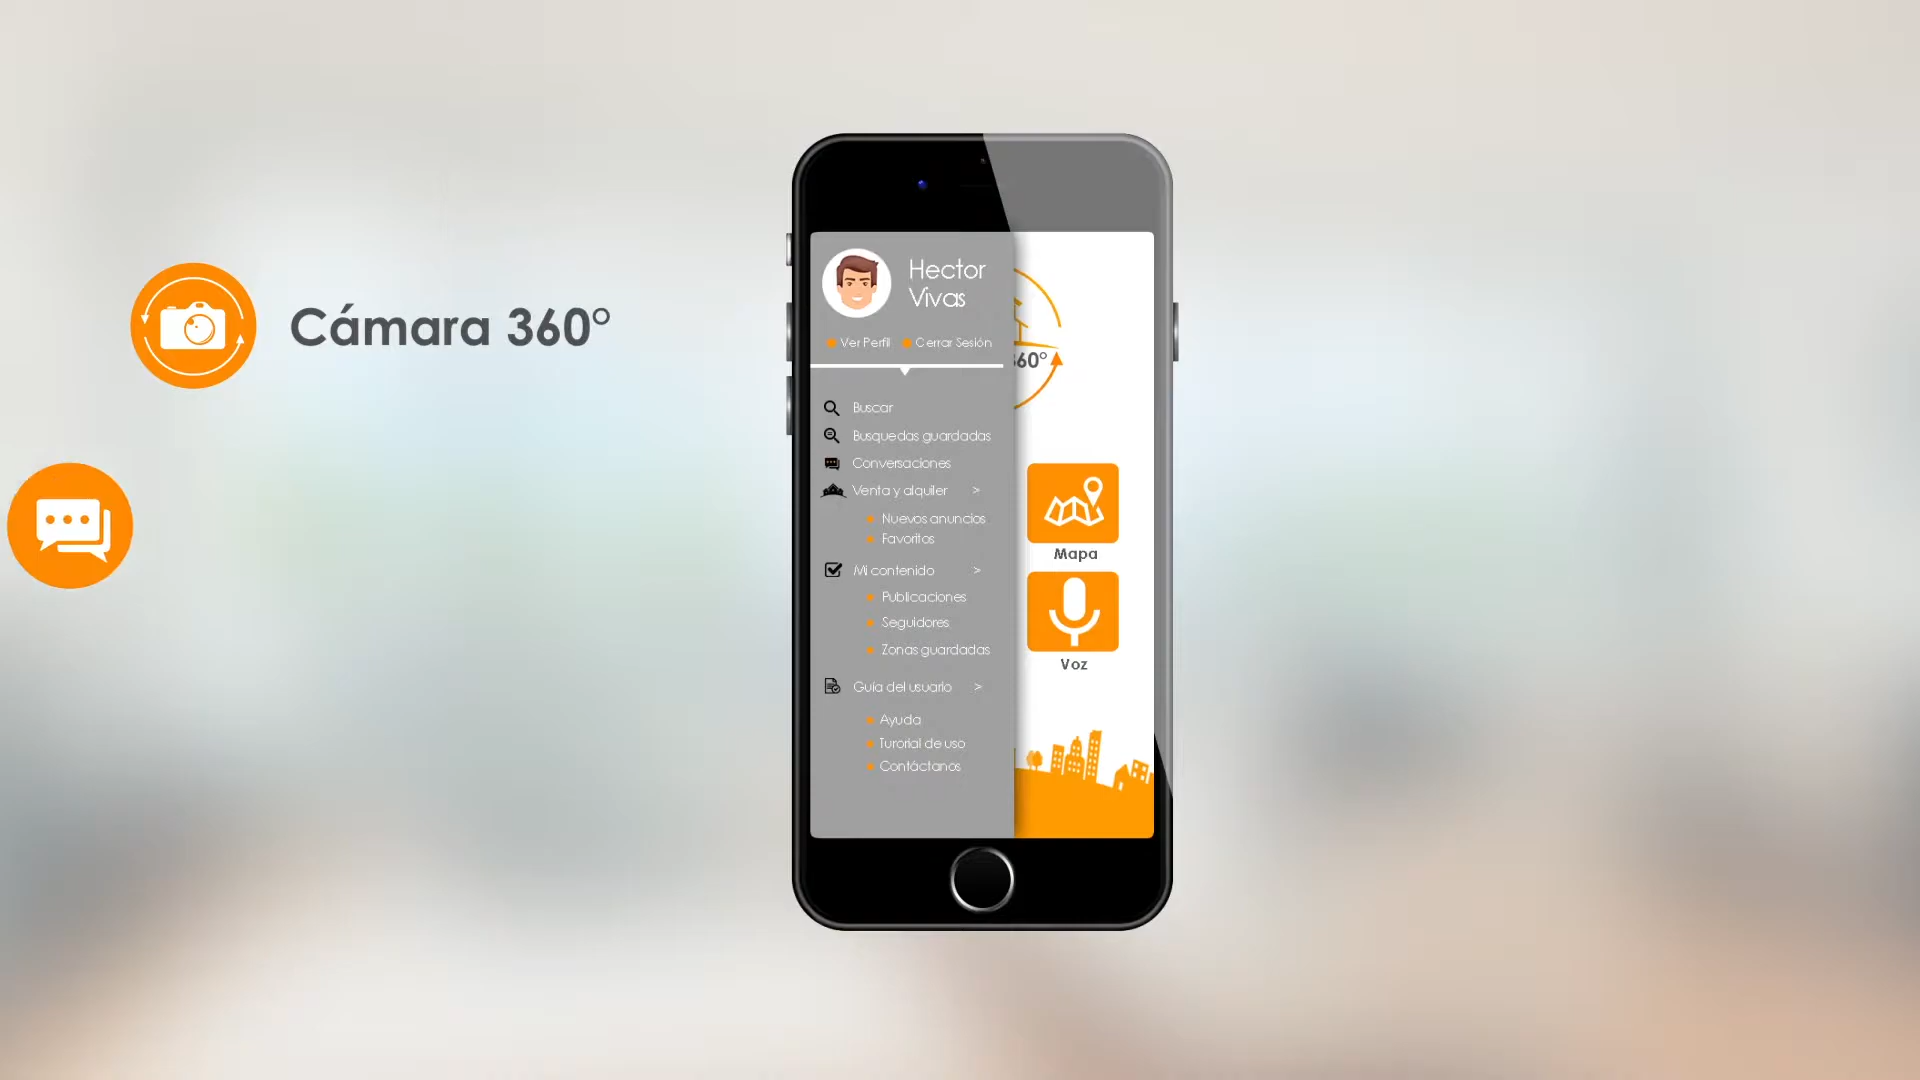 Cámara 360°
Hector
Vivas
Ver Perfil
Cerrar Sesión
360°
Buscar
Busquedas guardadas
Conversaciones
Venta y alquiler >
Nuevos anuncios
Favoritos
Mi contenido >
Publicaciones
Seguidores
Zonas guardadas
Guía del usuario >
Ayuda
Turorial de uso
Contáctanos
Mapa
Voz